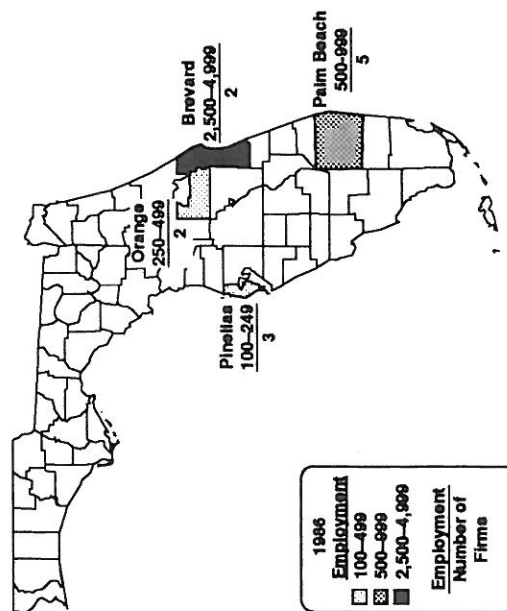 Orange
250–499
2
Brevard
2,500–4,999
2
Pinellas
100–249
3
Palm Beach
500-999
5
1986
Employment
100–499
500–999
2,500–4,999
Employment
Number of
Firms